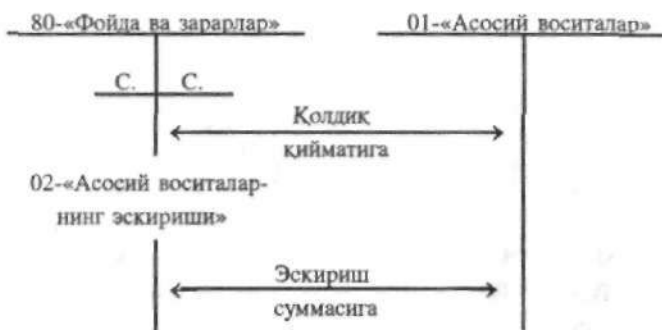 80-«Фойда ва зарарлар» 01-«Асосий воситалар»
С. С.
Қолдиқ
қийматига
02-«Асосий воситалар-
нинг эскириши»
Эскириш
суммасига